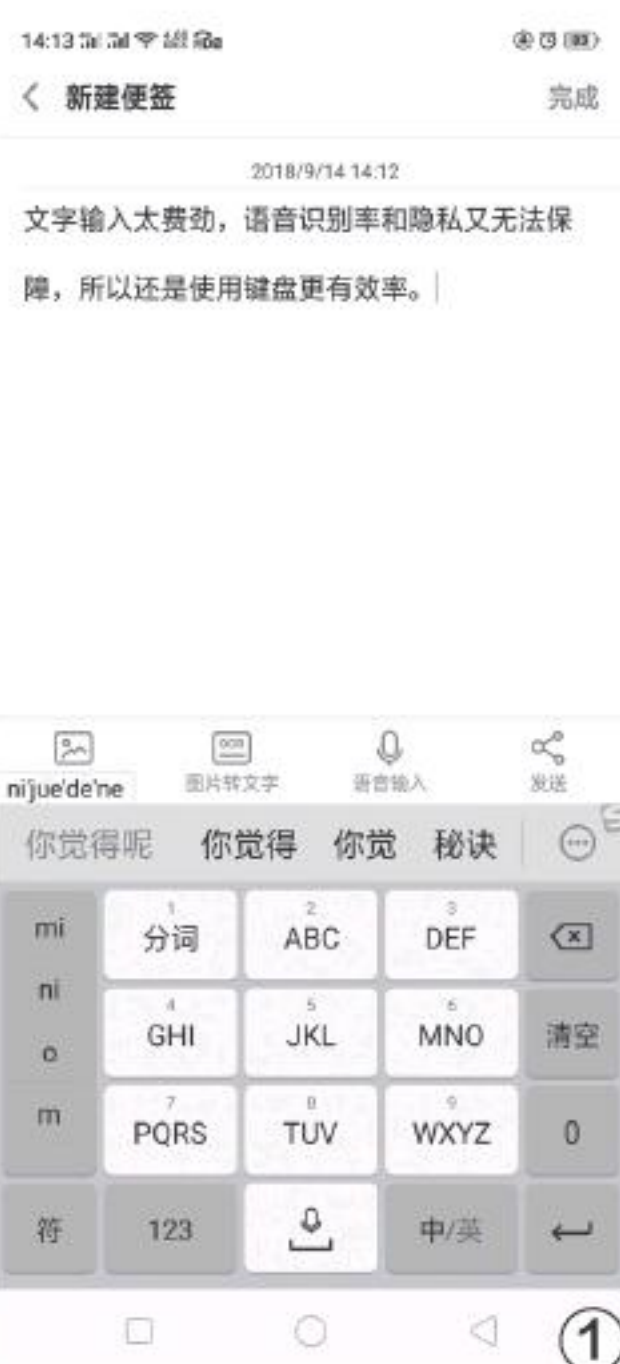 14:13
新建便签 完成
2018/9/14 14:12
文字输入太费劲，语音识别率和隐私又无法保
障，所以还是使用键盘更有效率。
OCR
图片转文字 语音输入 发送
ni'jue'de'ne
你觉得呢 你觉得 你觉 秘诀
mi
ni
o
m
1 分词 2 ABC 3 DEF
4 GHI 5 JKL 6 MNO 清空
7 PQRS 8 TUV 9 WXYZ 0
符 123 中/英
1